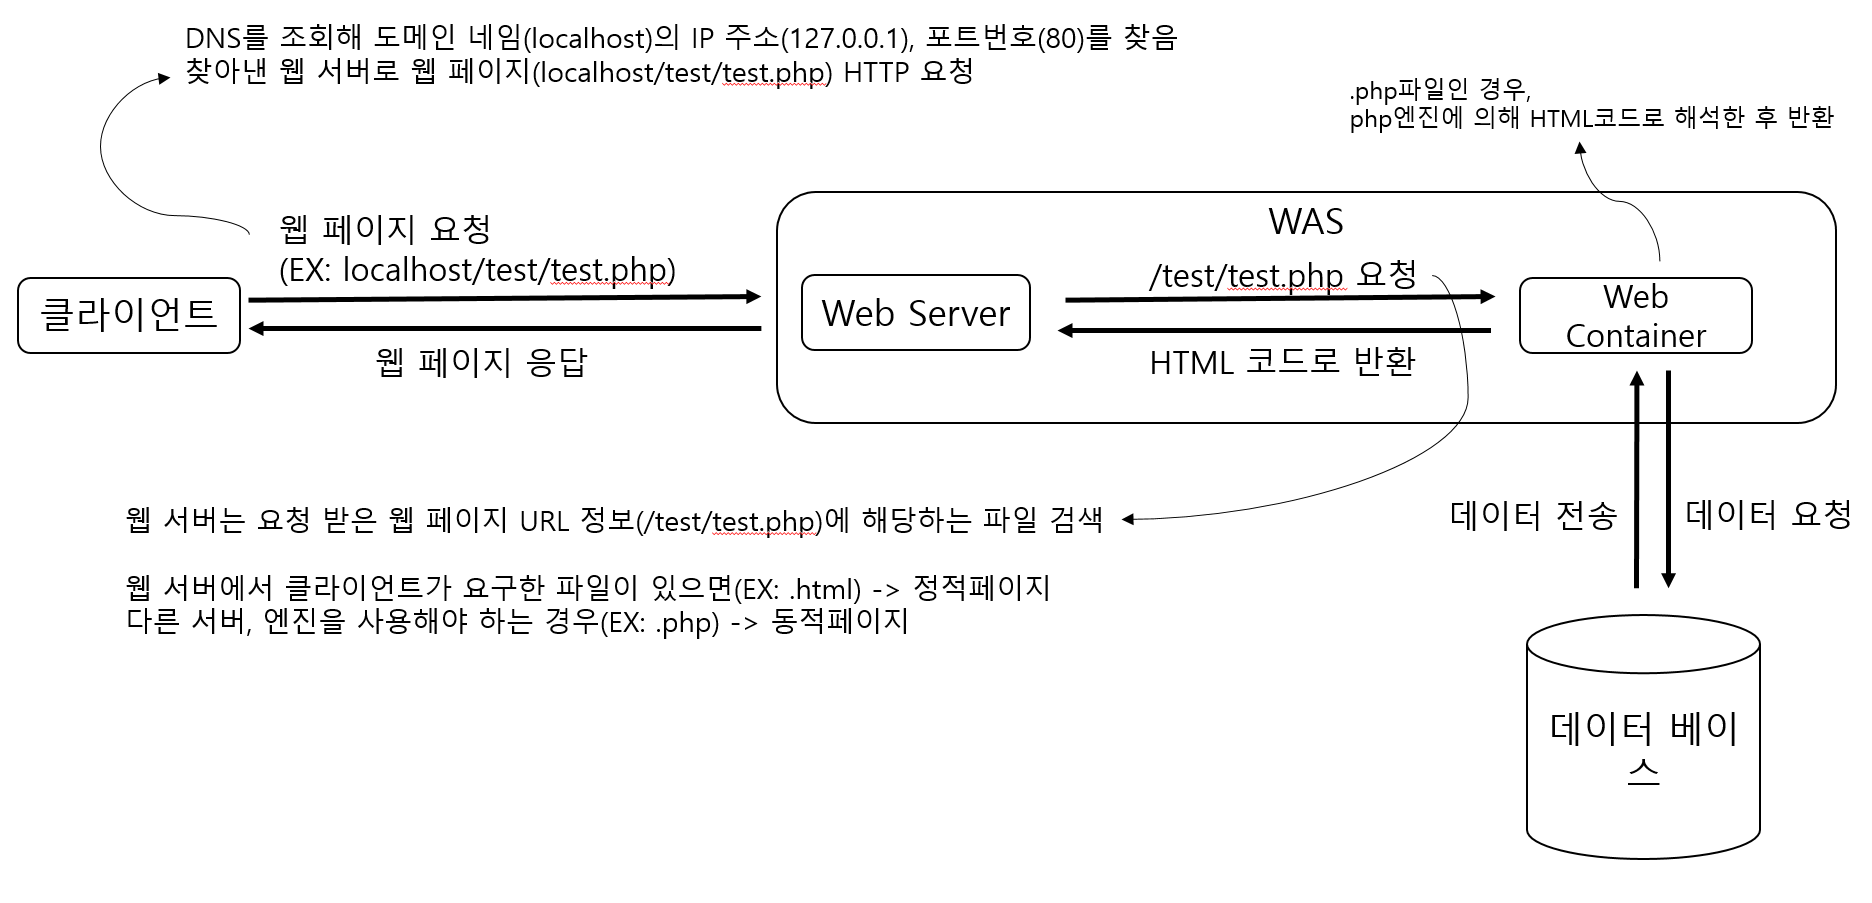 DNS를 조회해 도메인 네임(localhost)의 IP 주소(127.0.0.1), 포트번호(80)를 찾음
찾아낸 웹 서버로 웹 페이지(localhost/test/test.php) HTTP 요청
.php파일인 경우,
php엔진에 의해 HTML코드로 해석한 후 반환
웹 페이지 요청
(EX: localhost/test/test.php)
WAS
/test/test.php 요청
클라이언트
Web Server
Web
Container
웹 페이지 응답
HTML 코드로 반환
웹 서버는 요청 받은 웹 페이지 URL 정보(/test/test.php)에 해당하는 파일 검색
데이터 전송
데이터 요청
웹 서버에서 클라이언트가 요구한 파일이 있으면(EX: .html) -> 정적페이지
다른 서버, 엔진을 사용해야 하는 경우(EX: .php) -> 동적페이지
데이터 베이
스